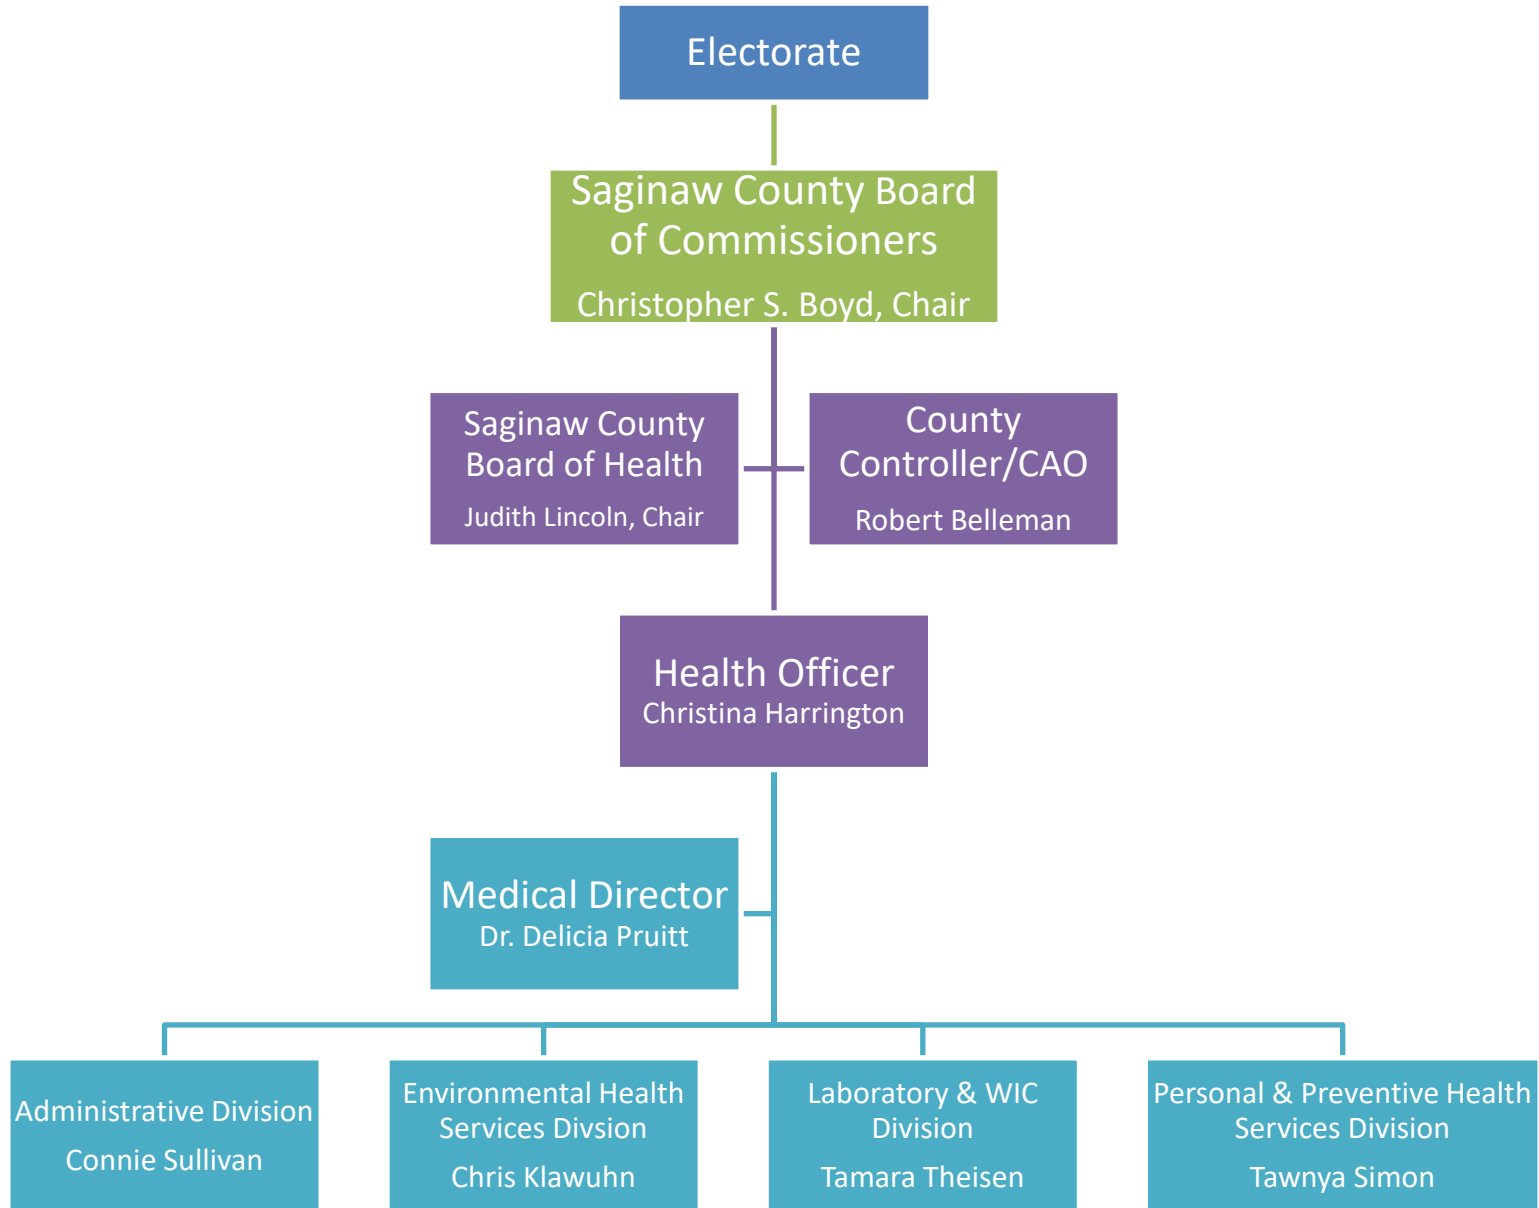 Electorate
Saginaw County Board
of Commissioners
Christopher S. Boyd, Chair
Saginaw County
Board of Health
Judith Lincoln, Chair
County
Controller/CAO
Robert Belleman
Health Officer
Christina Harrington
Medical Director
Dr. Delicia Pruitt
Administrative Division
Connie Sullivan
Environmental Health
Services Divsion
Chris Klawuhn
Laboratory & WIC
Division
Tamara Theisen
Personal & Preventive Health
Services Division
Tawnya Simon